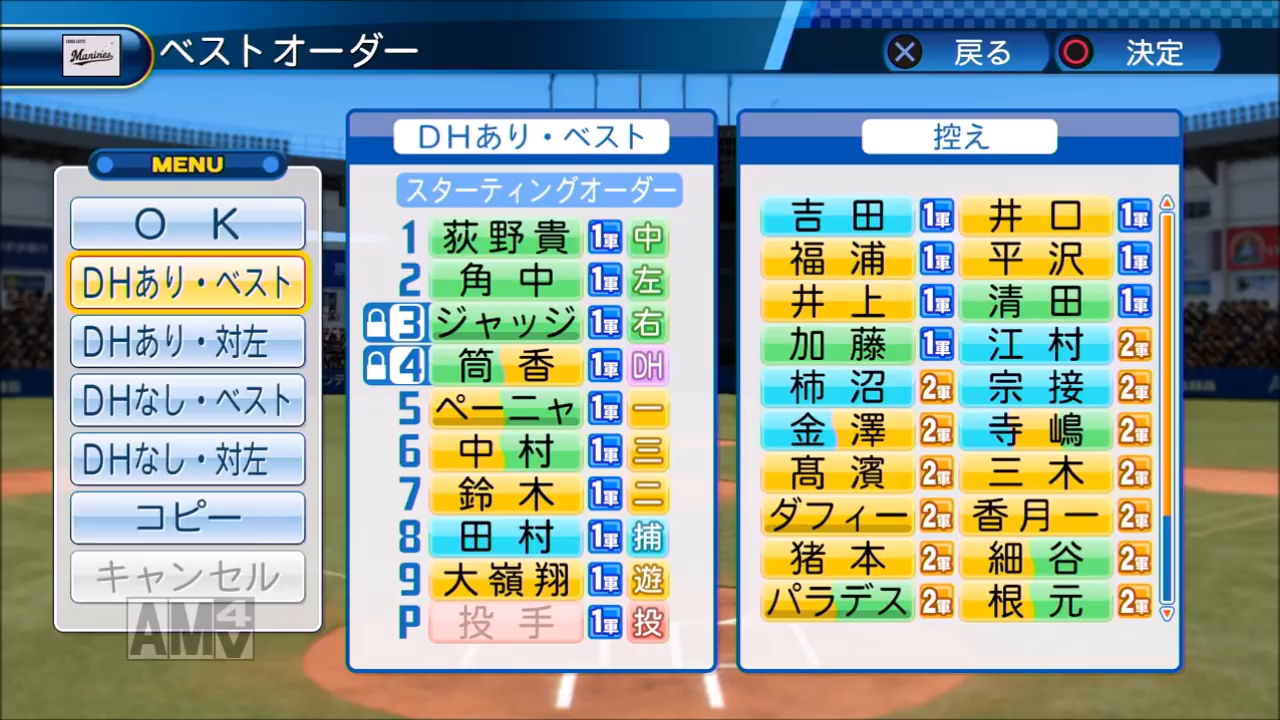 Marines
ベストオーダー
戻る
決定
MENU
OK
DHあり・ベスト
DHあり・対左
DHなし・ベスト
DHなし・対左
コピー
キャンセル
AM4V
DHあり・ベスト
スターティングオーダー
1 荻野貴 1軍 中
2 角中 1軍 左
3 ジャッジ 1軍 右
4 筒香 1軍 DH
5 ペーニャ 1軍 一
6 中村 1軍 三
7 鈴木 1軍 二
8 田村 1軍 捕
9 大嶺翔 1軍 遊
P 投手 1軍 投
控え
吉田 1軍 井口 1軍
福浦 1軍 平沢 1軍
井上 1軍 清田 1軍
加藤 1軍 江村 2軍
柿沼 2軍 宗接 2軍
金澤 2軍 寺嶋 2軍
髙濱 2軍 三木 2軍
ダフィー 2軍 香月一 2軍
猪本 2軍 細谷 2軍
パラデス 2軍 根元 2軍